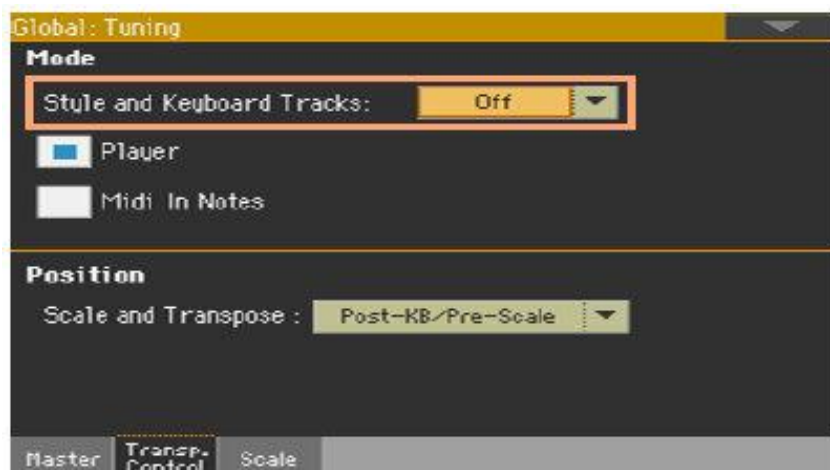 Global: Tuning
Mode
Style and Keyboard Tracks: Off
Player
Midi In Notes
Position
Scale and Transpose : Post-KB/Pre-Scale
Master Transp. Control Scale